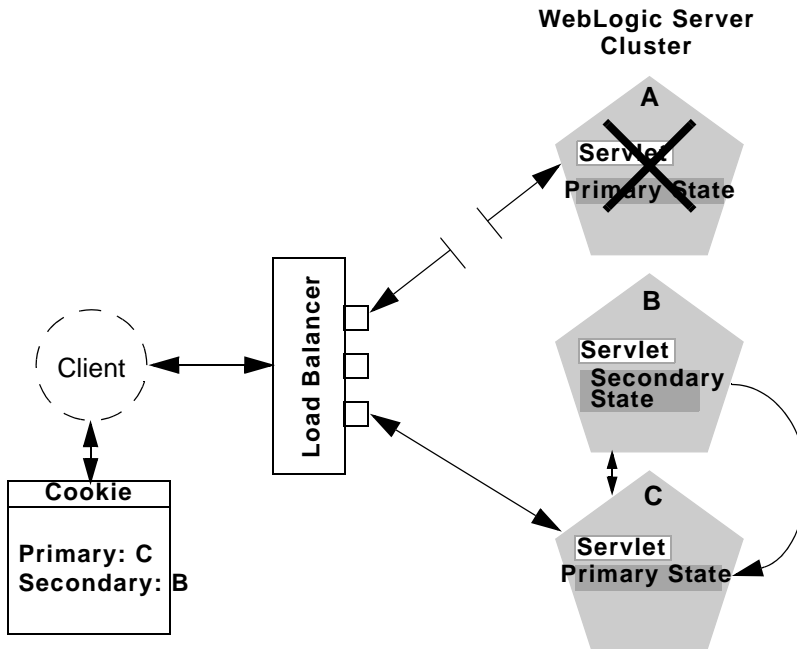 WebLogic Server
Cluster
A
Servlet
Primary State
B
Servlet
Secondary
State
Load Balancer
Client
C
Servlet
Primary State
Cookie
Primary: C
Secondary: B